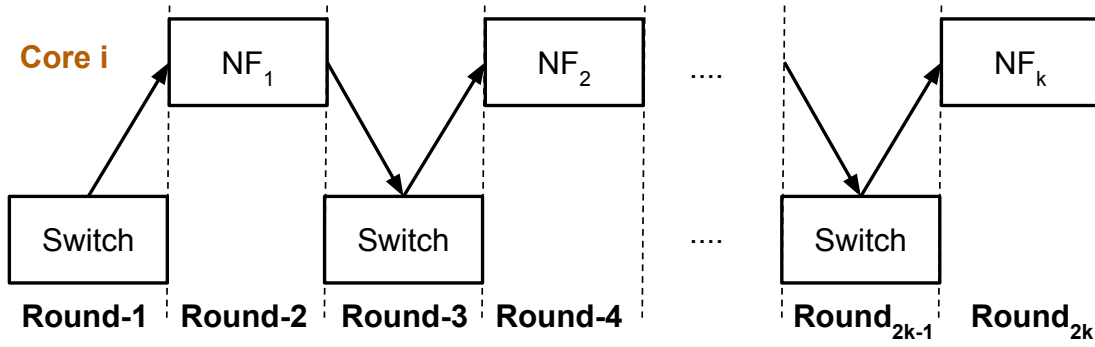 Core i
NF₁
NF₂
....
NFₖ
Switch
Switch
....
Switch
Round-1
Round-2
Round-3
Round-4
Round₂ₖ₋₁
Round₂ₖ